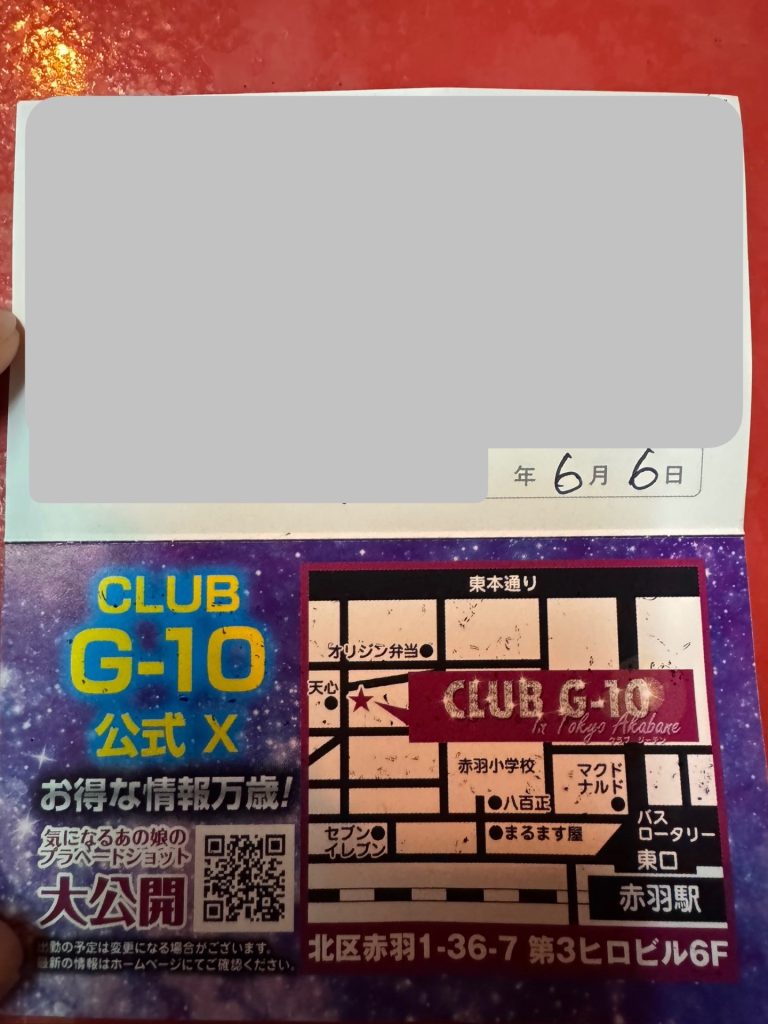 年 6月 6日
CLUB
G-10
公式 X
お得な情報万歳!
気になるあの娘の
プラベートショット
大公開
出勤の予定は変更になる場合がございます。
最新の情報はホームページにてご確認ください。
東本通り
オリジン弁当
天心
CLUB G-10
In Tokyo Akabane
クラブ ジーテン
赤羽小学校
マクド
ナルド
八百正
バス
ロータリー
セブン
イレブン
まるます屋
東口
赤羽駅
北区赤羽1-36-7 第3ヒロビル6F